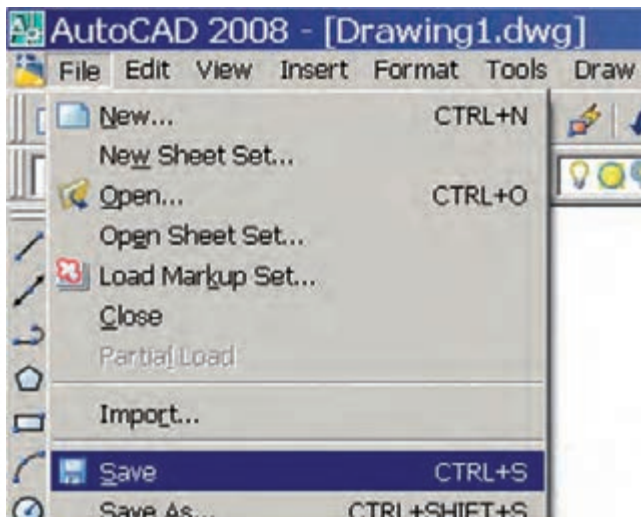 AutoCAD 2008 - [Drawing1.dwg]
File Edit View Insert Format Tools Draw
New... CTRL+N
New Sheet Set...
Open... CTRL+O
Open Sheet Set...
Load Markup Set...
Close
Partial Load
Import...
Save CTRL+S
Save As... CTRL+SHIFT+S